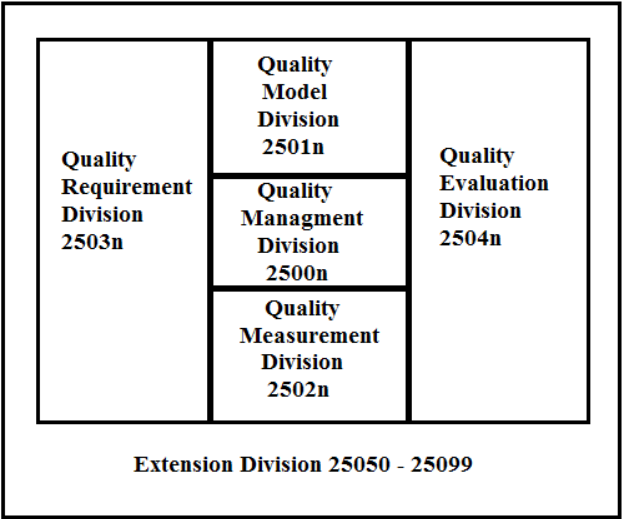 Quality
Requirement
Division
2503n
Quality
Model
Division
2501n
Quality
Managment
Division
2500n
Quality
Measurement
Division
2502n
Quality
Evaluation
Division
2504n
Extension Division 25050 - 25099